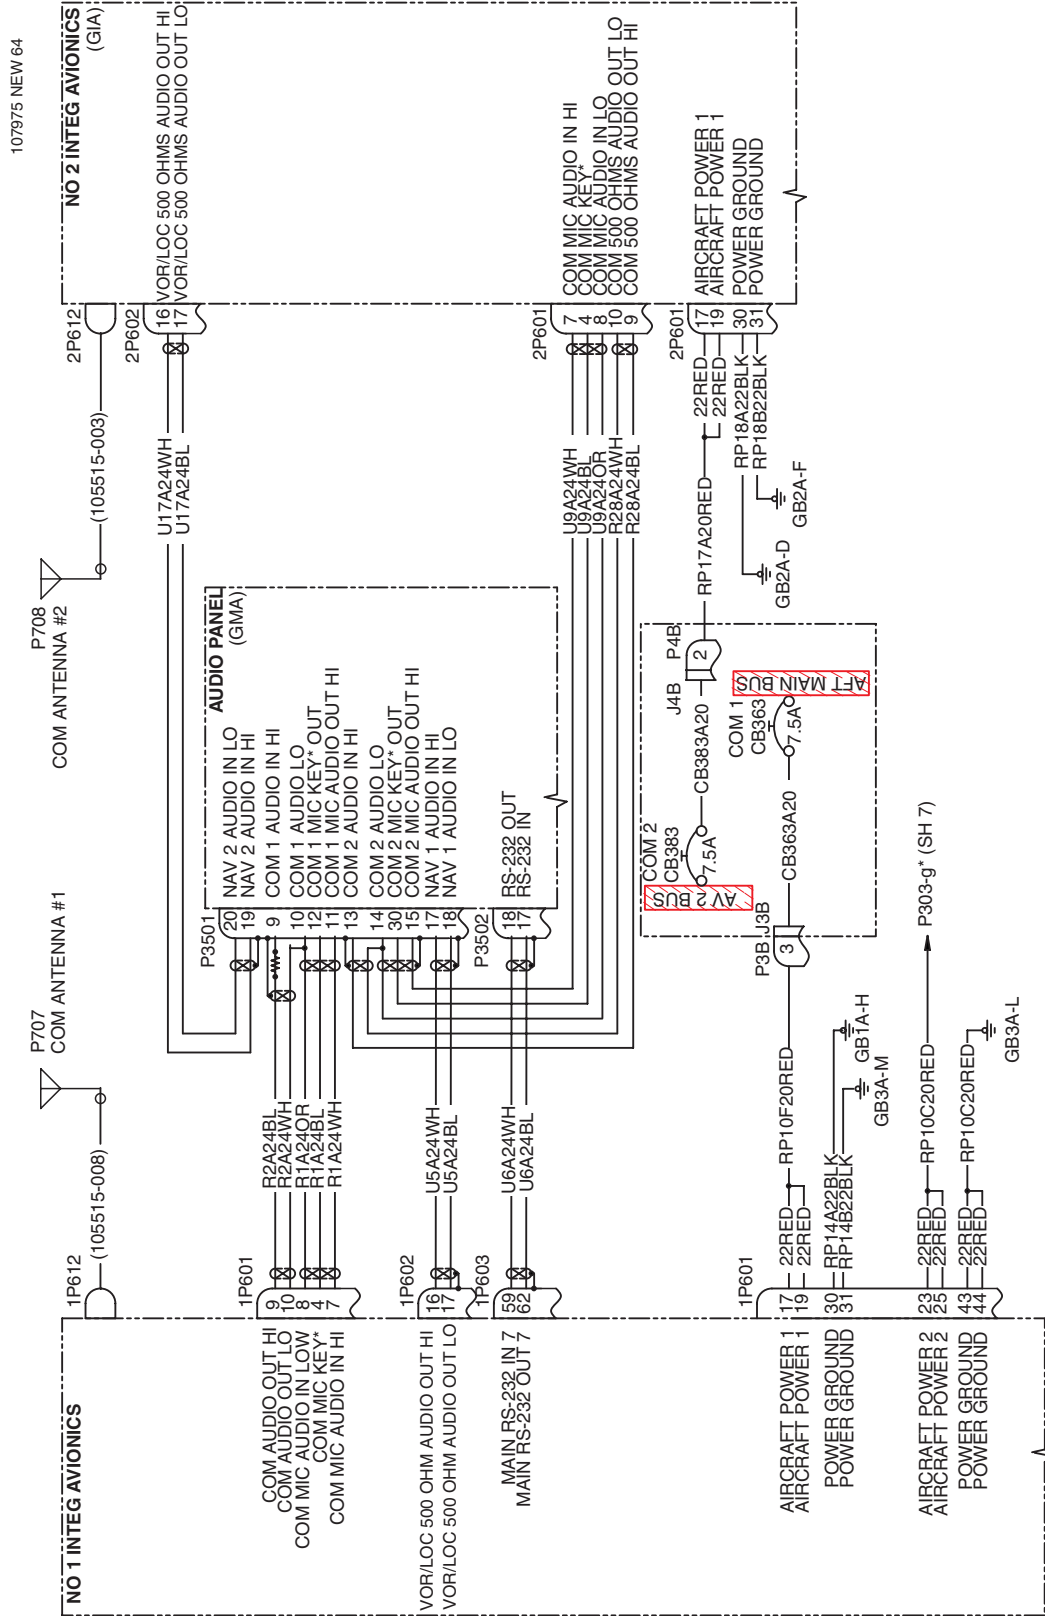 107975 NEW 64
NO 1 INTEG AVIONICS
1P612
(105515-008)
P707
COM ANTENNA #1
P708
COM ANTENNA #2
(105515-003)
2P612
NO 2 INTEG AVIONICS
(GIA)
COM AUDIO OUT HI
COM AUDIO OUT LO
COM MIC AUDIO IN LOW
COM MIC KEY*
COM MIC AUDIO IN HI
1P601
9
10
8
4
7
R2A24BL
R2A24WH
R1A24OR
R1A24BL
R1A24WH
VOR/LOC 500 OHM AUDIO OUT HI
VOR/LOC 500 OHM AUDIO OUT LO
1P602
16
17
U5A24WH
U5A24BL
MAIN RS-232 IN 7
MAIN RS-232 OUT 7
1P603
59
62
U6A24WH
U6A24BL
AUDIO PANEL
(GMA)
P3501
20 NAV 2 AUDIO IN LO
19 NAV 2 AUDIO IN HI
9 COM 1 AUDIO IN HI
10 COM 1 AUDIO LO
12 COM 1 MIC KEY* OUT
11 COM 1 MIC AUDIO OUT HI
13 COM 2 AUDIO IN HI
14 COM 2 AUDIO LO
30 COM 2 MIC KEY* OUT
15 COM 2 MIC AUDIO OUT HI
17 NAV 1 AUDIO IN HI
18 NAV 1 AUDIO IN LO
P3502
18 RS-232 OUT
17 RS-232 IN
U17A24WH
U17A24BL
2P602
16 VOR/LOC 500 OHMS AUDIO OUT HI
17 VOR/LOC 500 OHMS AUDIO OUT LO
U9A24WH
U9A24BL
U9A24OR
R28A24WH
R28A24BL
2P601
7 COM MIC AUDIO IN HI
4 COM MIC KEY*
8 COM MIC AUDIO IN LO
10 COM 500 OHMS AUDIO OUT LO
9 COM 500 OHMS AUDIO OUT HI
AV 2 BUS
COM 2
CB383
7.5A
CB383A20
J4B
P4B
2
RP17A20RED
22RED
22RED
RP18A22BLK
RP18B22BLK
GB2A-D
GB2A-F
2P601
17 AIRCRAFT POWER 1
19 AIRCRAFT POWER 1
30 POWER GROUND
31 POWER GROUND
AFT MAIN BUS
COM 1
CB363
7.5A
CB363A20
P3B J3B
3
RP10F20RED
1P601
AIRCRAFT POWER 1 17 22RED
AIRCRAFT POWER 1 19 22RED
POWER GROUND 30 RP14A22BLK
POWER GROUND 31 RP14B22BLK
GB1A-H
GB3A-M
AIRCRAFT POWER 2 23 22RED
AIRCRAFT POWER 2 25 22RED
RP10C20RED
P303-g* (SH 7)
POWER GROUND 43 22RED
POWER GROUND 44 22RED
RP10C20RED
GB3A-L